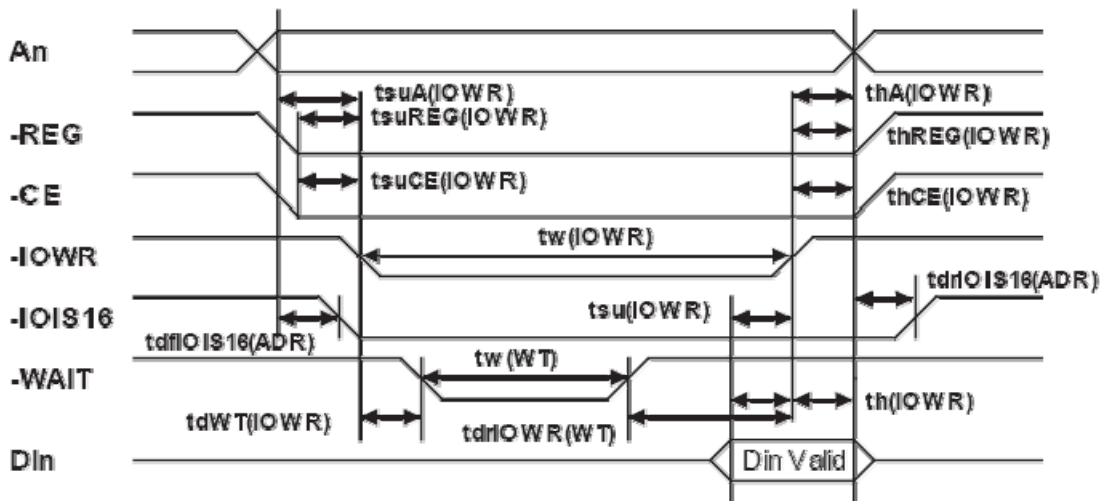 An
tsuA(IOWR)
thA(IOWR)
tsuREG(IOWR)
-REG
thREG(IOWR)
tsuCE(IOWR)
-CE
thCE(IOWR)
tw(IOWR)
-IOWR
tdrIOIS16(ADR)
tsu(IOWR)
-IOIS16
tdfIOIS16(ADR)
tw(WT)
-WAIT
th(IOWR)
tdWT(IOWR)
tdrIOWR(WT)
Din
Din Valid